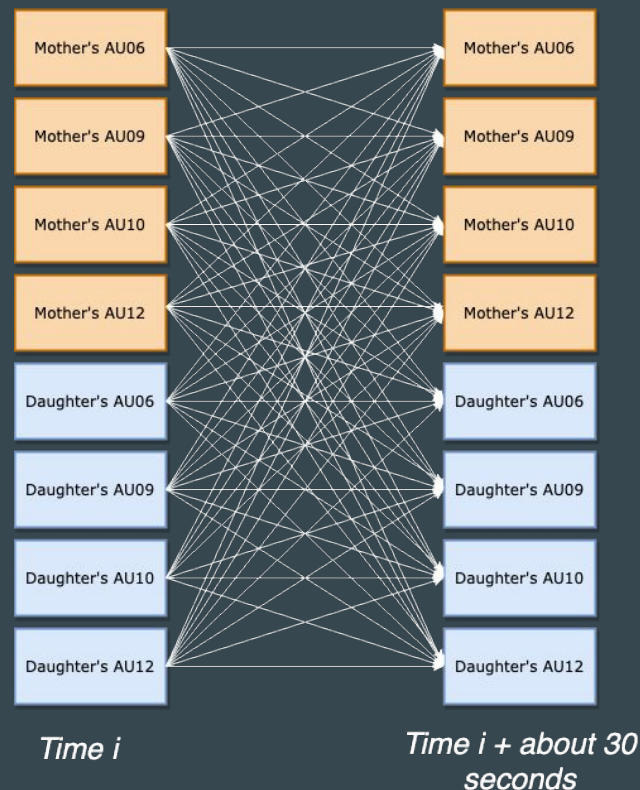 Mother's AU06
Mother's AU06
Mother's AU09
Mother's AU09
Mother's AU10
Mother's AU10
Mother's AU12
Mother's AU12
Daughter's AU06
Daughter's AU06
Daughter's AU09
Daughter's AU09
Daughter's AU10
Daughter's AU10
Daughter's AU12
Daughter's AU12
Time i
Time i + about 30
seconds